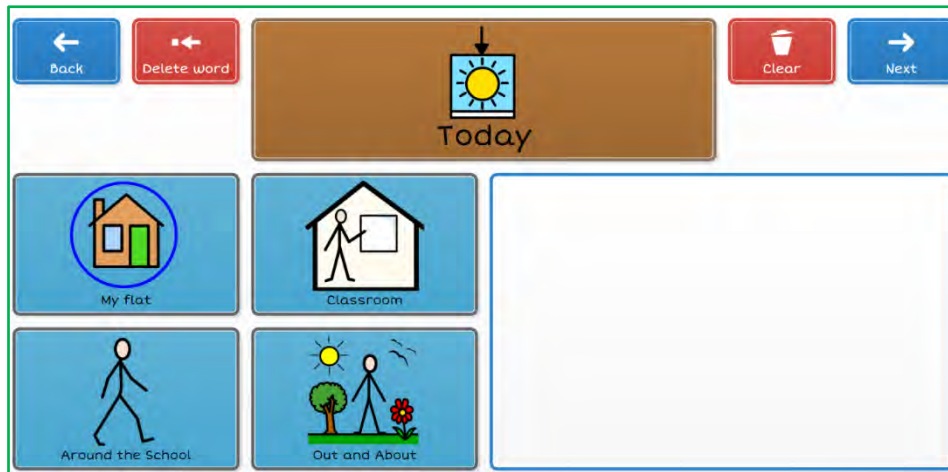 Back
Delete word
Today
Clear
Next
My flat
Classroom
Around the School
Out and About